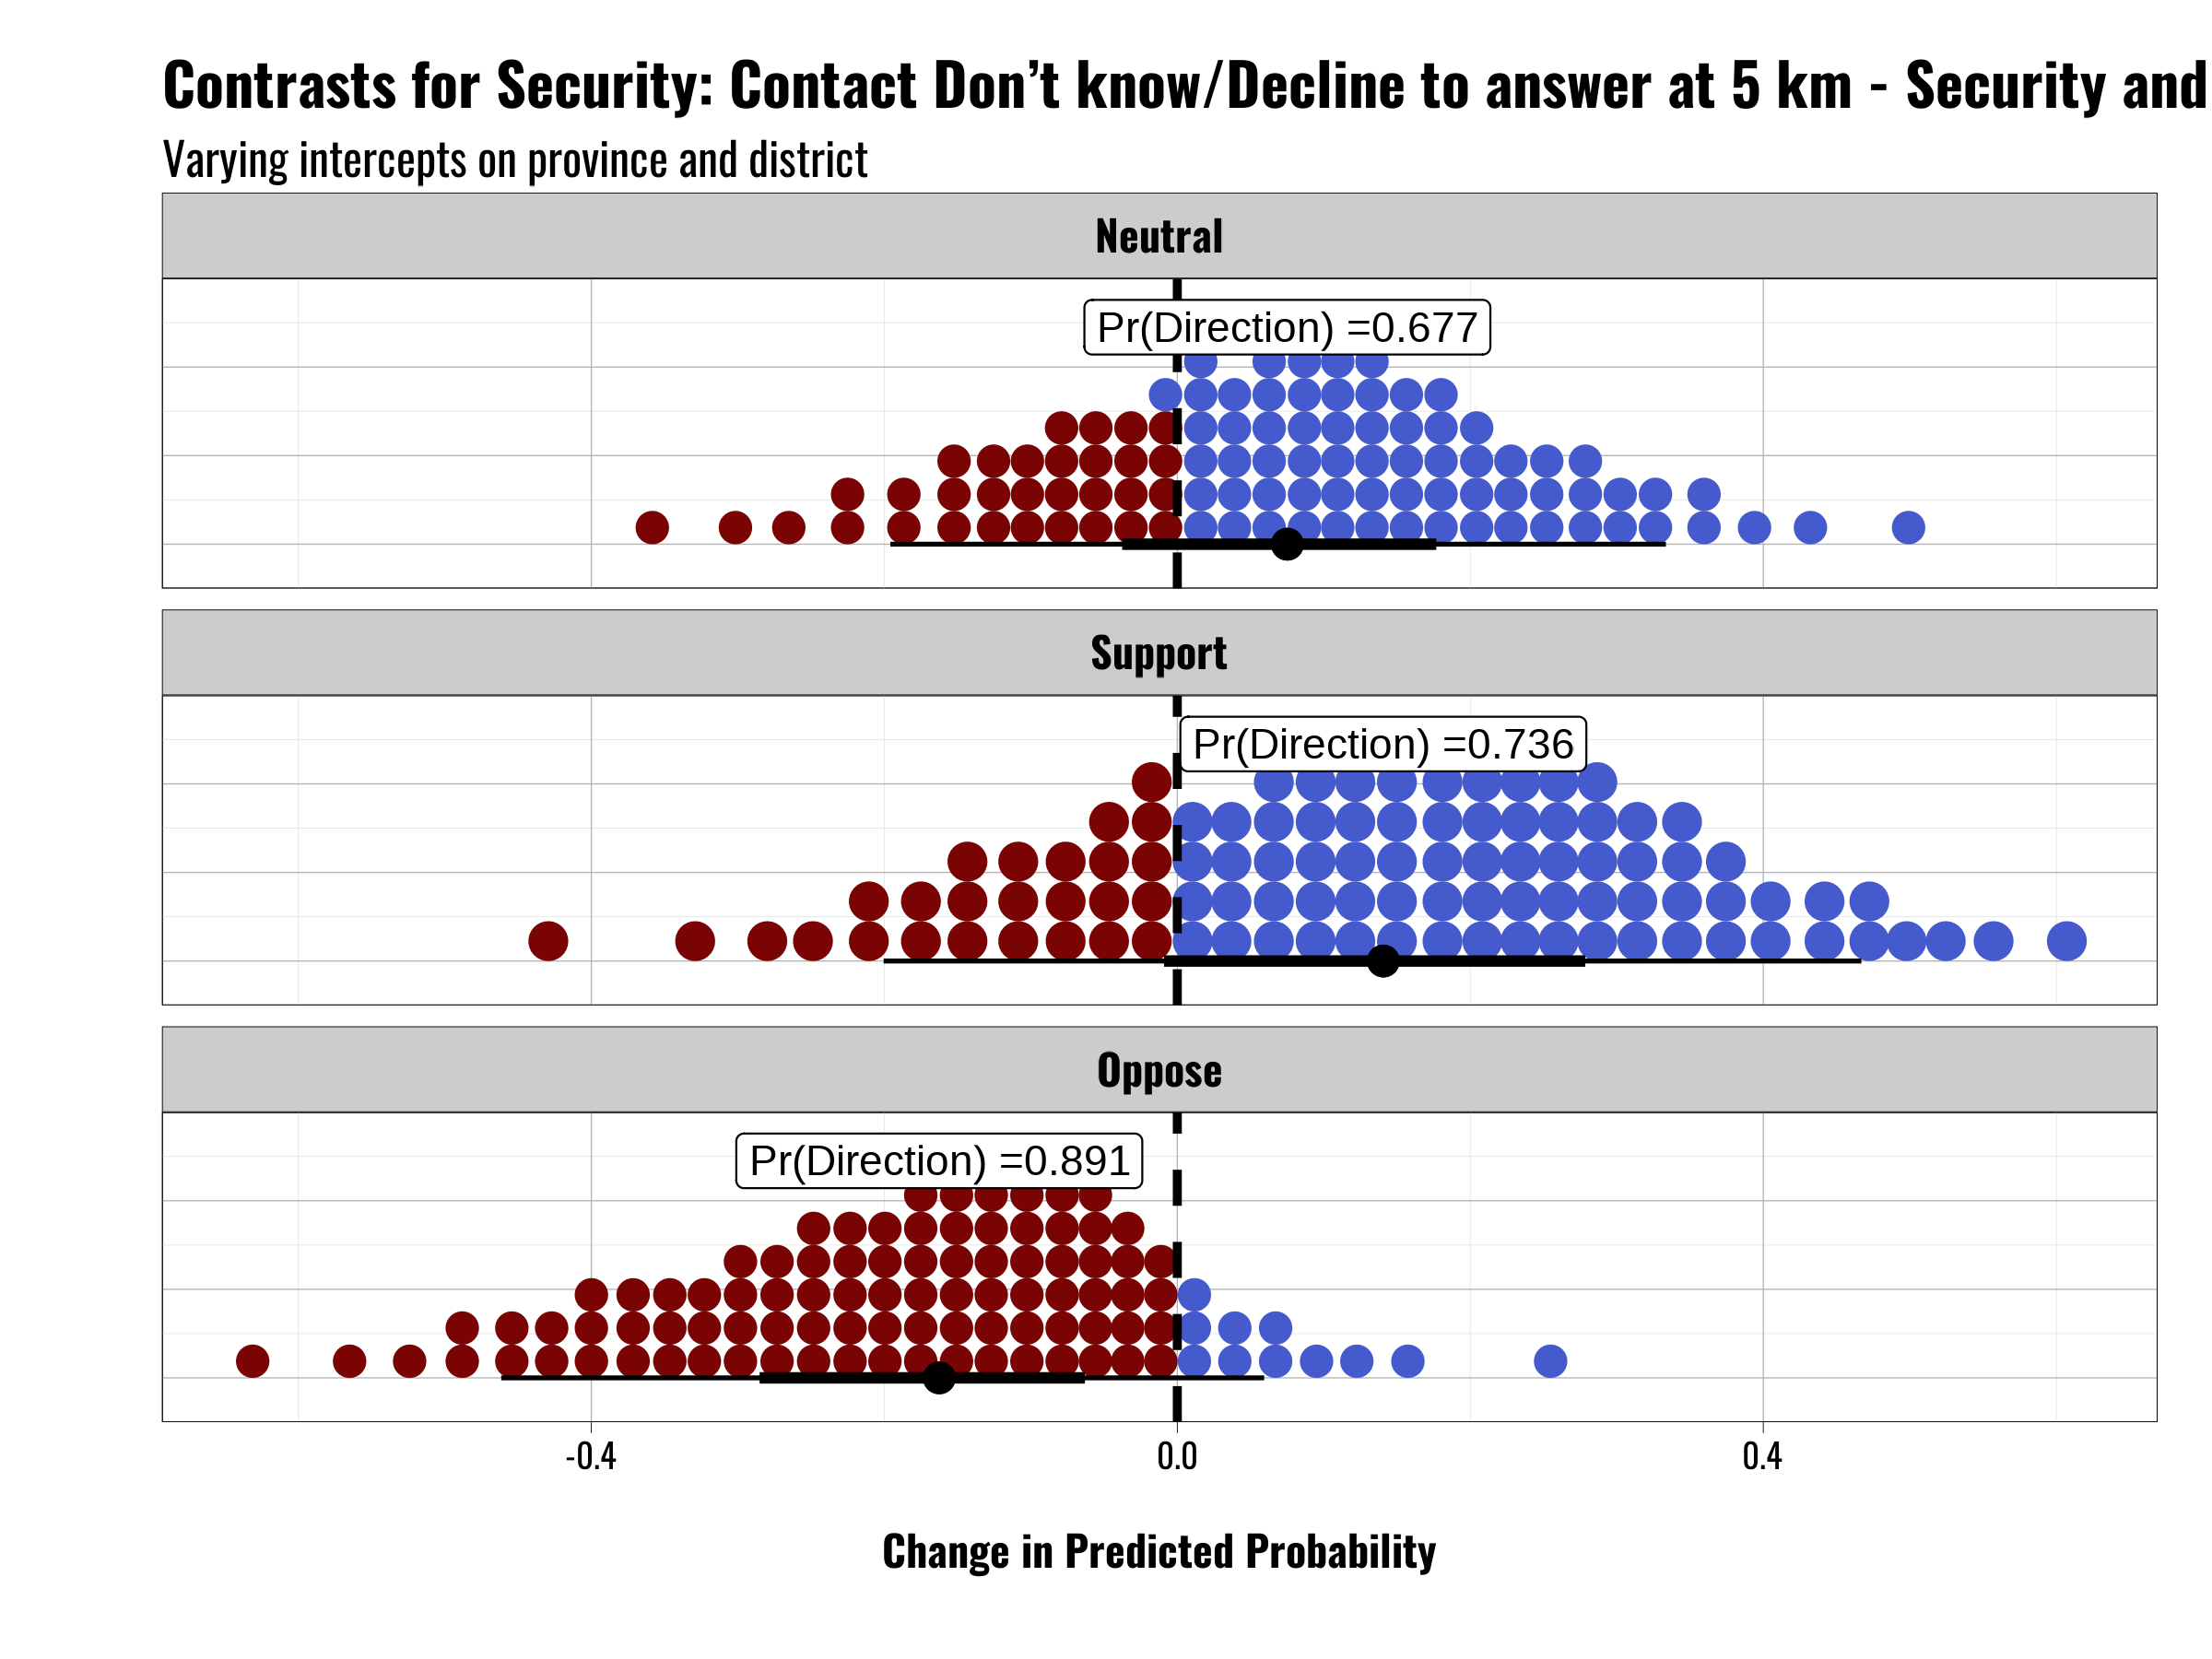 Contrasts for Security: Contact Don’t know/Decline to answer at 5 km - Security and
Varying intercepts on province and district
Neutral
Pr(Direction) =0.677
Support
Pr(Direction) =0.736
Oppose
Pr(Direction) =0.891
-0.4 0.0 0.4
Change in Predicted Probability